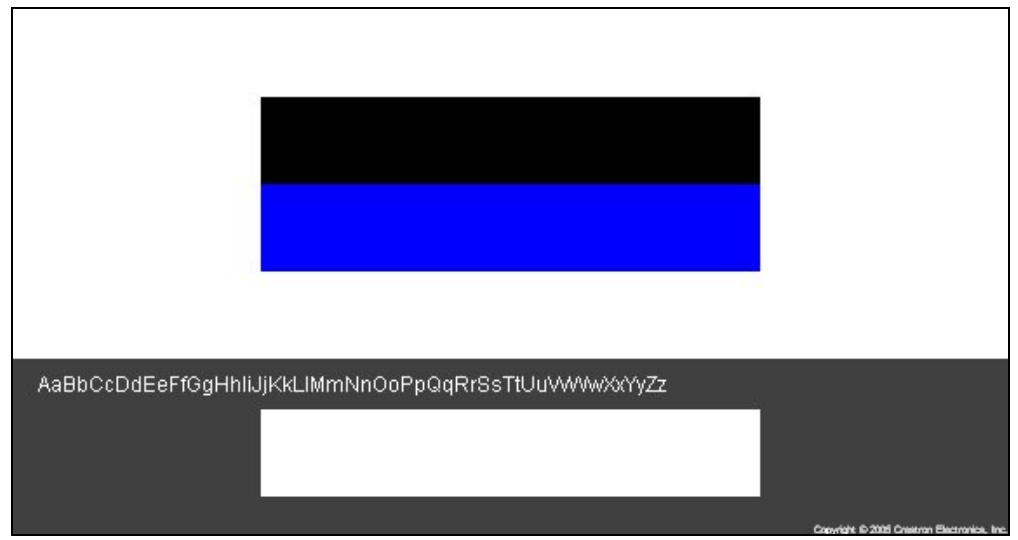 AaBbCcDdEeFfGgHhIiJjKkLlMmNnOoPpQqRrSsTtUuVvWwXxYyZz
Copyright © 2005 Crestron Electronics, Inc.